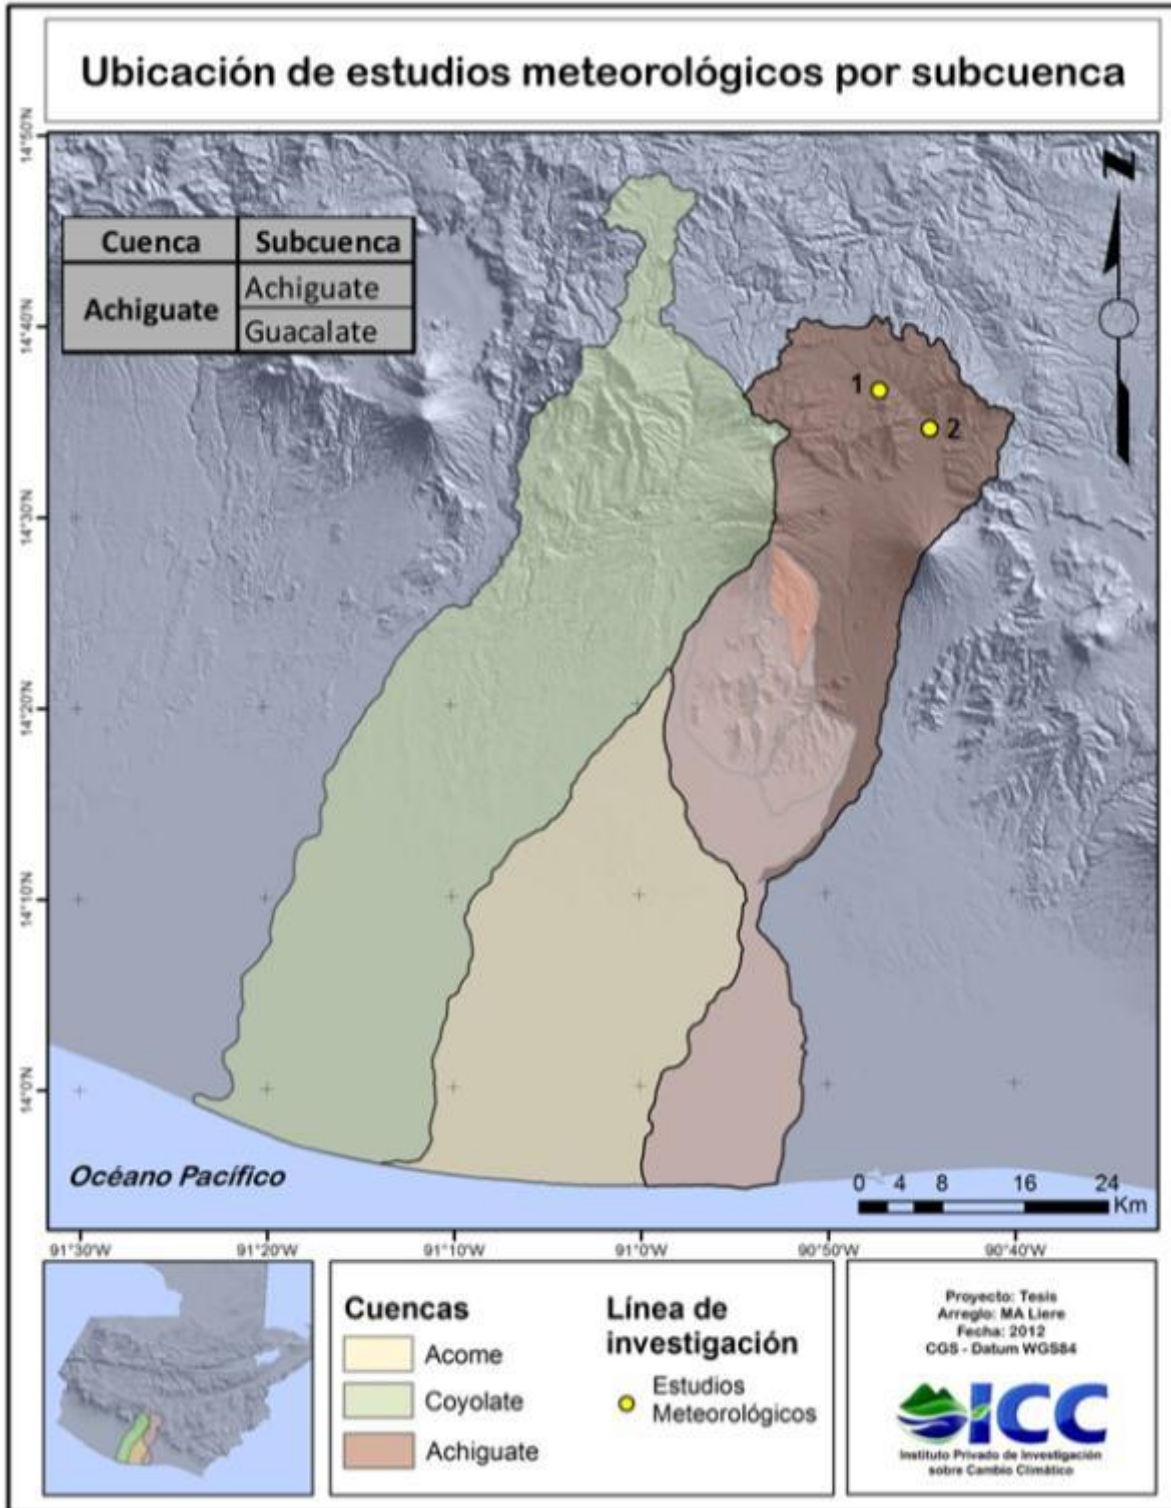 Ubicación de estudios meteorológicos por subcuenca
14°50'N
Cuenca Subcuenca
Achiguate
Achiguate
Guacalate
N
14°40'N
1
2
14°30'N
14°20'N
14°10'N
14°0'N
Océano Pacífico
0 4 8 16 24
Km
91°30'W 91°20'W 91°10'W 91°0'W 90°50'W 90°40'W
Cuencas
Acome
Coyolate
Achiguate
Línea de
investigación
Estudios
Meteorológicos
Proyecto: Tesis
Arreglo: MA Liere
Fecha: 2012
CGS - Datum WGS84
ICC
Instituto Privado de Investigación
sobre Cambio Climático